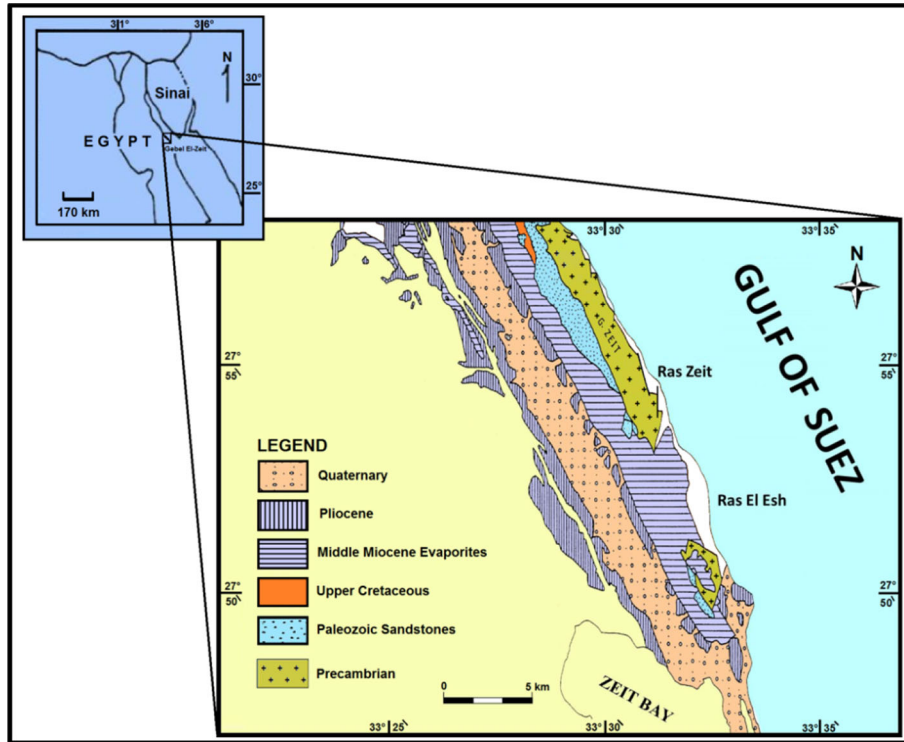 31° 36°
N
30°
Sinai
EGYPT
Gebel El-Zeit
25°
170 km
33° 30 33° 35
N
GULF OF SUEZ
G. ZEIT
27°
55
27°
55
Ras Zeit
Ras El Esh
LEGEND
Quaternary
Pliocene
Middle Miocene Evaporites
Upper Cretaceous
Paleozoic Sandstones
Precambrian
27°
50
27°
50
0 5 km
ZEIT BAY
33° 25 33° 30 33° 35